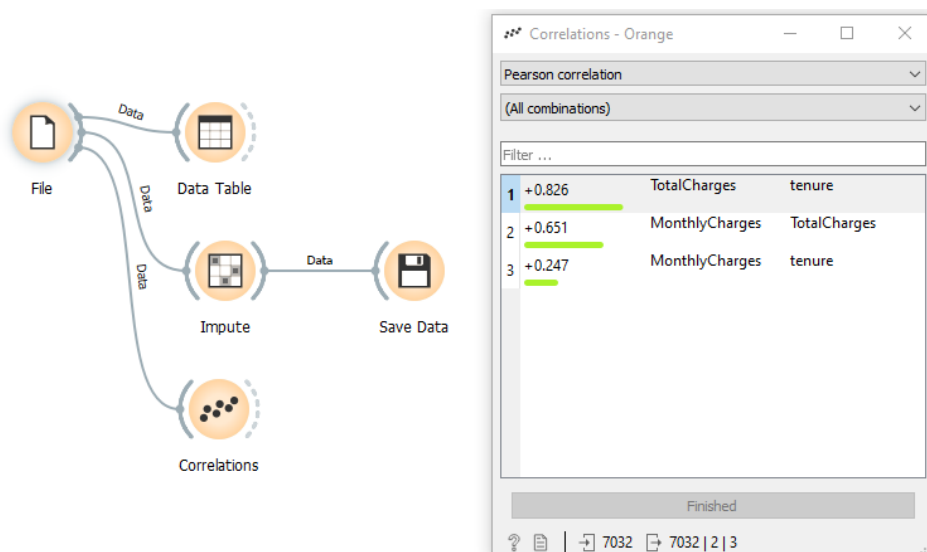 Correlations - Orange
Pearson correlation
(All combinations)
Filter ...
1 +0.826 TotalCharges tenure
2 +0.651 MonthlyCharges TotalCharges
3 +0.247 MonthlyCharges tenure
Finished
? 7032 7032 | 2 | 3
Data
File
Data Table
Data
Data
Impute
Data
Save Data
Correlations